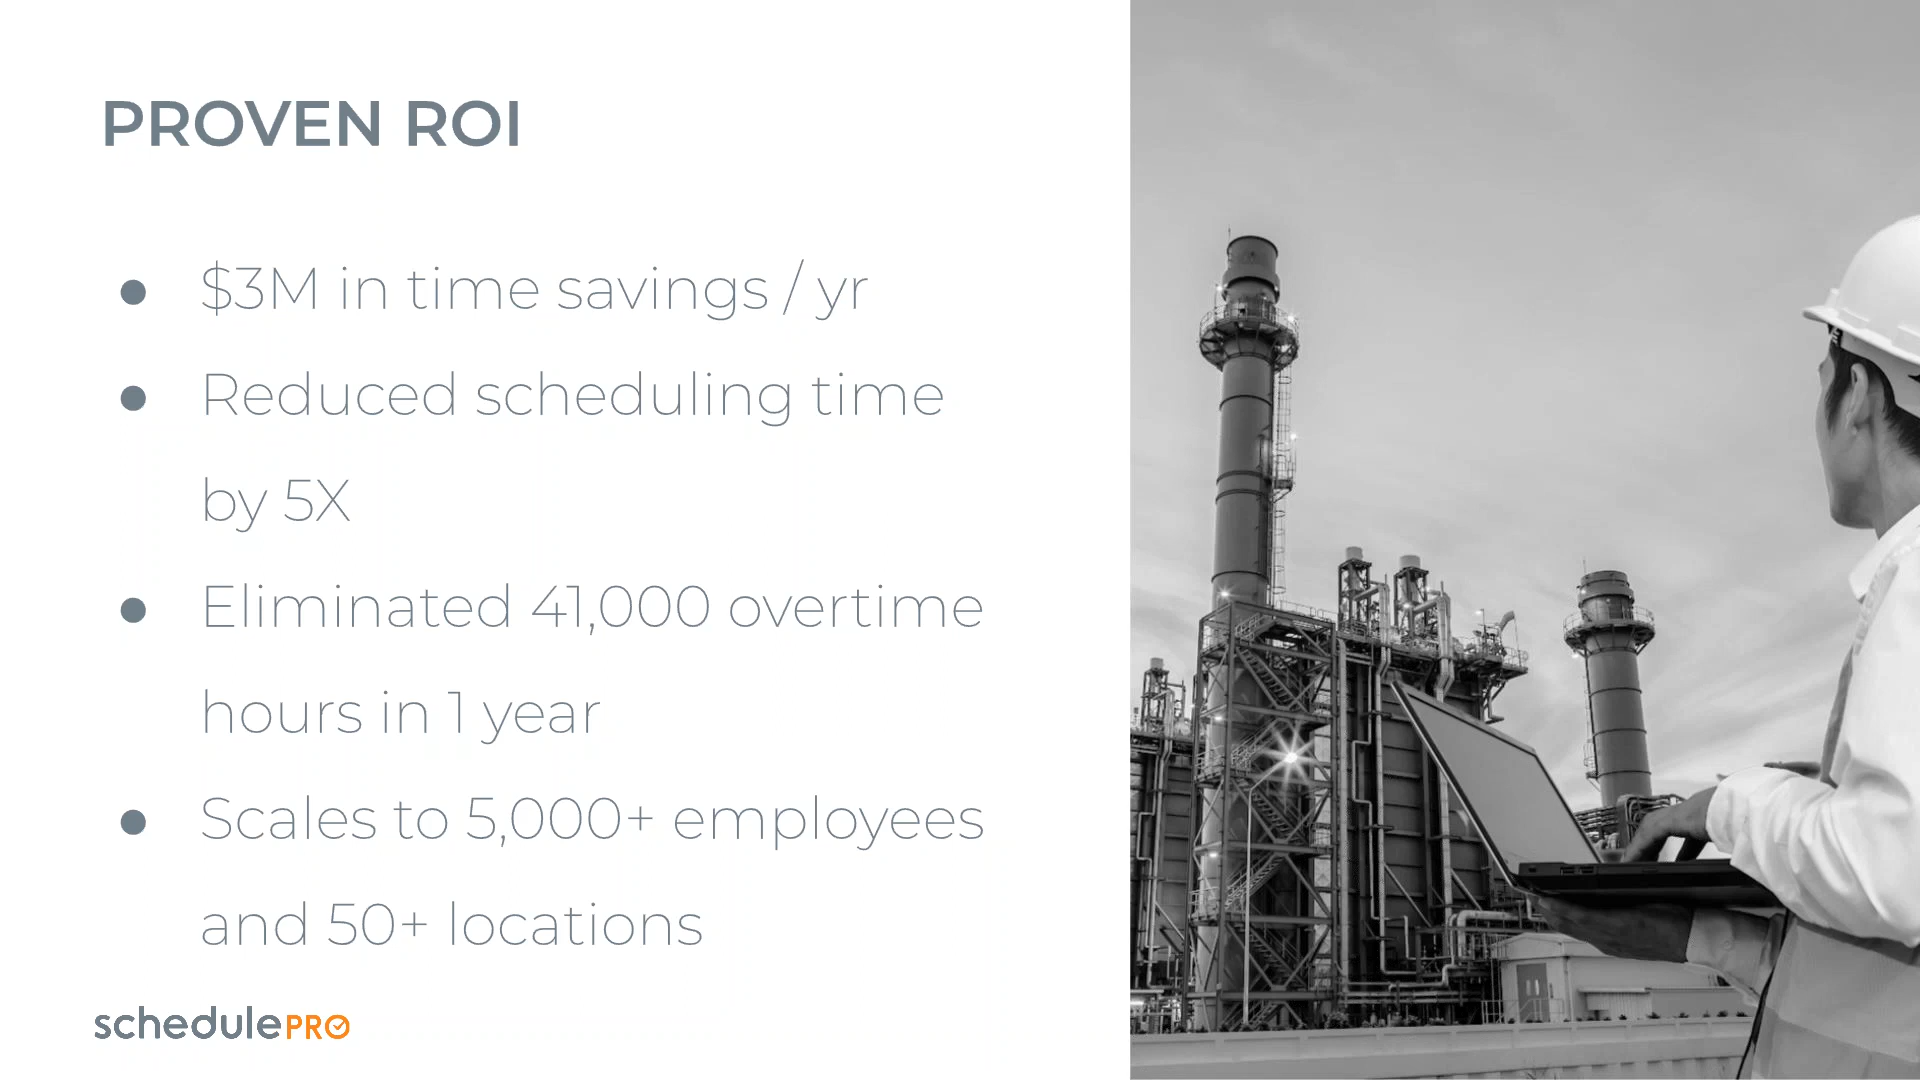 PROVEN ROI
● $3M in time savings / yr
● Reduced scheduling time
by 5X
● Eliminated 41,000 overtime
hours in 1 year
● Scales to 5,000+ employees
and 50+ locations
schedulePRO